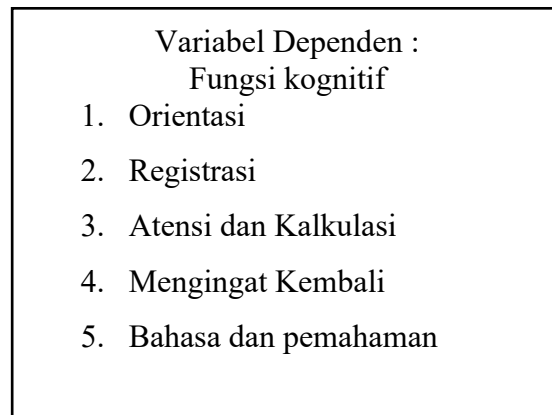 Variabel Dependen :
Fungsi kognitif
1. Orientasi
2. Registrasi
3. Atensi dan Kalkulasi
4. Mengingat Kembali
5. Bahasa dan pemahaman